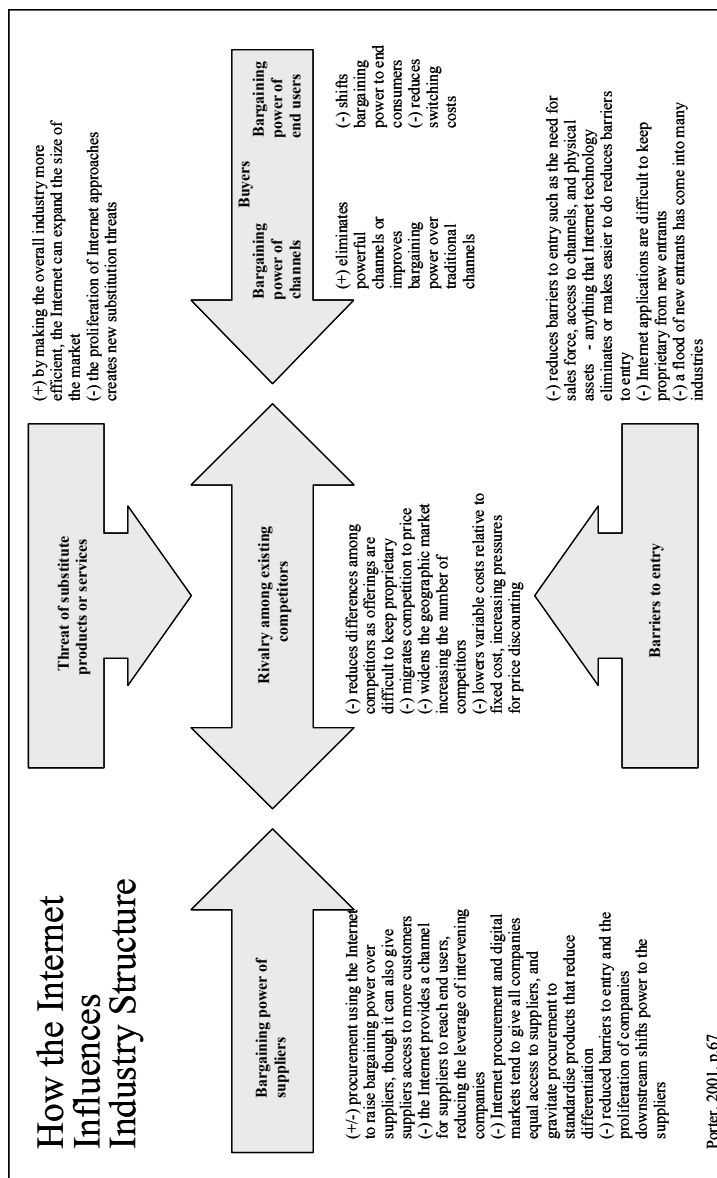 How the Internet
Influences
Industry Structure
Threat of substitute
products or services
(+) by making the overall industry more
efficient, the Internet can expand the size of
the market
(-) the proliferation of Internet approaches
creates new substitution threats
Bargaining power of
suppliers
Rivalry among existing
competitors
Buyers
Bargaining
power of
channels
Bargaining
power of
end users
(+/-) procurement using the Internet
to raise bargaining power over
suppliers, though it can also give
suppliers access to more customers
(-) the Internet provides a channel
for suppliers to reach end users,
reducing the leverage of intervening
companies
(-) Internet procurement and digital
markets tend to give all companies
equal access to suppliers, and
gravitate procurement to
standardise products that reduce
differentiation
(-) reduced barriers to entry and the
proliferation of companies
downstream shifts power to the
suppliers
(-) reduces differences among
competitors as offerings are
difficult to keep proprietary
(-) migrates competition to price
(-) widens the geographic market
increasing the number of
competitors
(-) lowers variable costs relative to
fixed cost, increasing pressures
for price discounting
(+) eliminates
powerful
channels or
improves
bargaining
power over
traditional
channels
(-) shifts
bargaining
power to end
consumers
(-) reduces
switching
costs
Barriers to entry
(-) reduces barriers to entry such as the need for
sales force, access to channels, and physical
assets - anything that Internet technology
eliminates or makes easier to do reduces barriers
to entry
(-) Internet applications are difficult to keep
proprietary from new entrants
(-) a flood of new entrants has come into many
industries
Porter, 2001, p.67